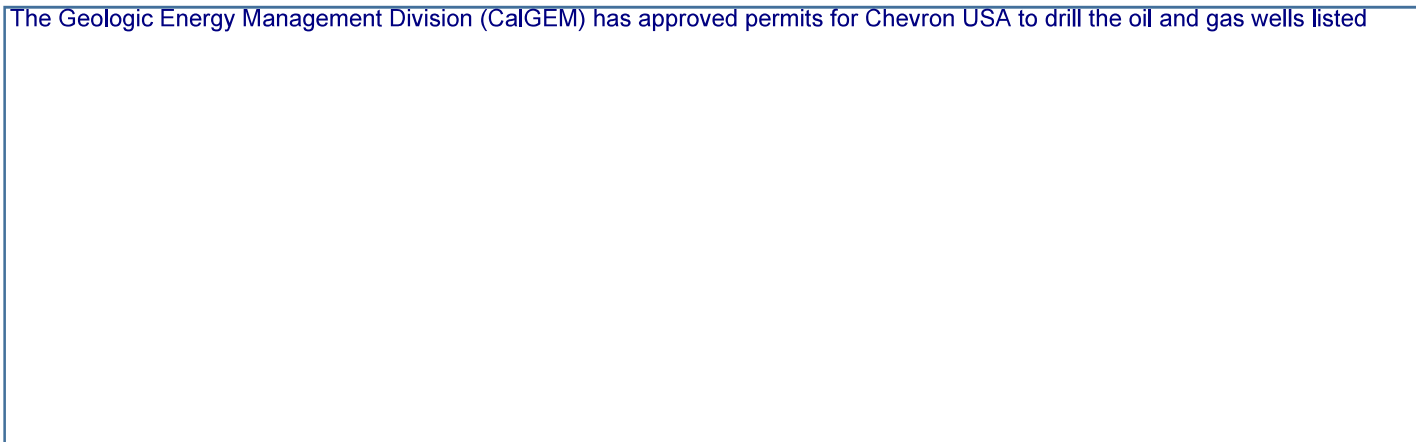 The Geologic Energy Management Division (CalGEM) has approved permits for Chevron USA to drill the oil and gas wells listed